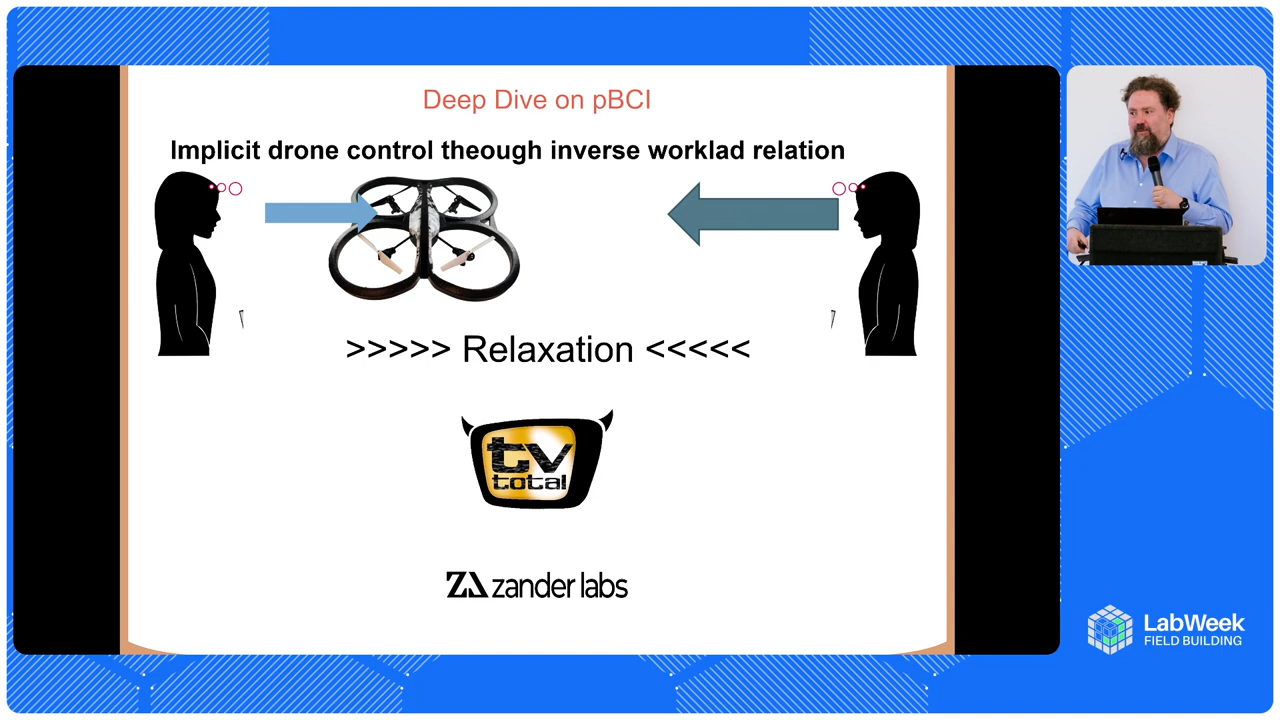 Deep Dive on pBCI
Implicit drone control theough inverse worklad relation
>>>>> Relaxation <<<<<
tv
total
zander labs
LabWeek
FIELD BUILDING